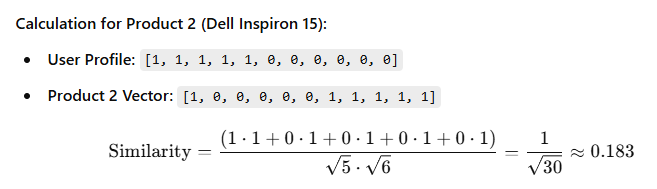 Calculation for Product 2 (Dell Inspiron 15):
• User Profile: [1, 1, 1, 1, 1, 0, 0, 0, 0, 0, 0]
• Product 2 Vector: [1, 0, 0, 0, 0, 0, 1, 1, 1, 1, 1]
Similarity = (1·1+0·1+0·1+0·1+0·1) / √5·√6 = 1/√30 ≈ 0.183